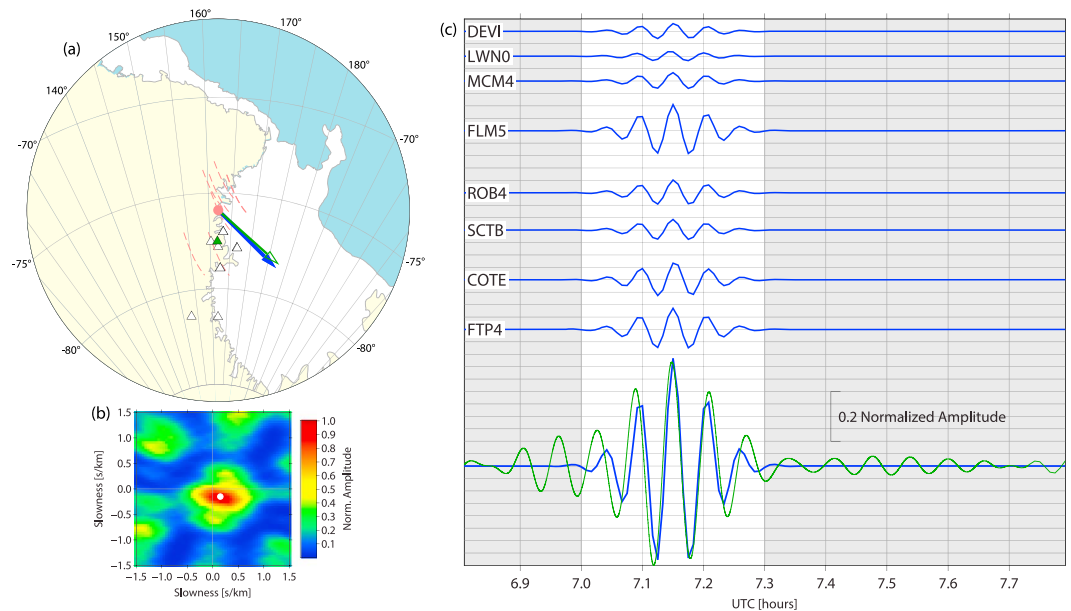 (a)
160°
170°
150°
180°
140°
-70°
-70°
-75°
-75°
-80°
-80°
(b)
1.5
1.0
0.5
0.0
−0.5
−1.0
−1.5
Slowness [s/km]
−1.5 −1.0 −0.5 0.0 0.5 1.0 1.5
Slowness [s/km]
1.0
0.9
0.8
0.7
0.6
0.5
0.4
0.3
0.2
0.1
Norm. Amplitude
(c)
DEVI
LWN0
MCM4
FLM5
ROB4
SCTB
COTE
FTP4
0.2 Normalized Amplitude
6.9 7.0 7.1 7.2 7.3 7.4 7.5 7.6 7.7
UTC [hours]